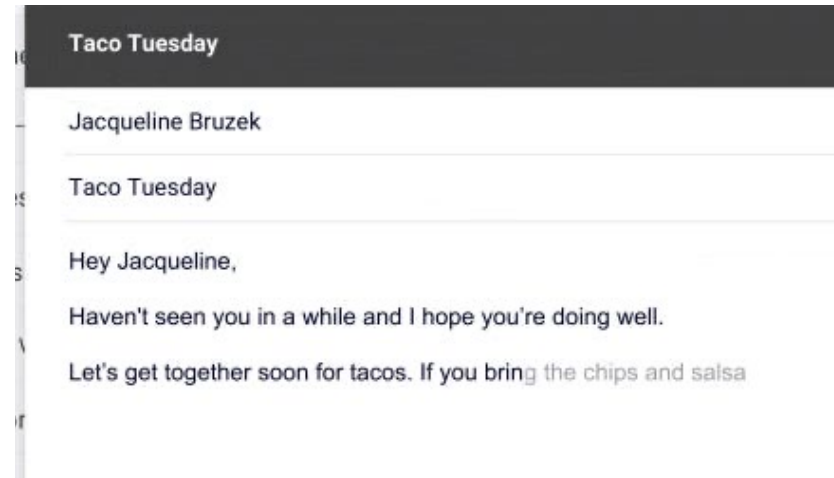 Taco Tuesday
Jacqueline Bruzek
Taco Tuesday
Hey Jacqueline,
Haven't seen you in a while and I hope you're doing well.
Let's get together soon for tacos. If you bring the chips and salsa